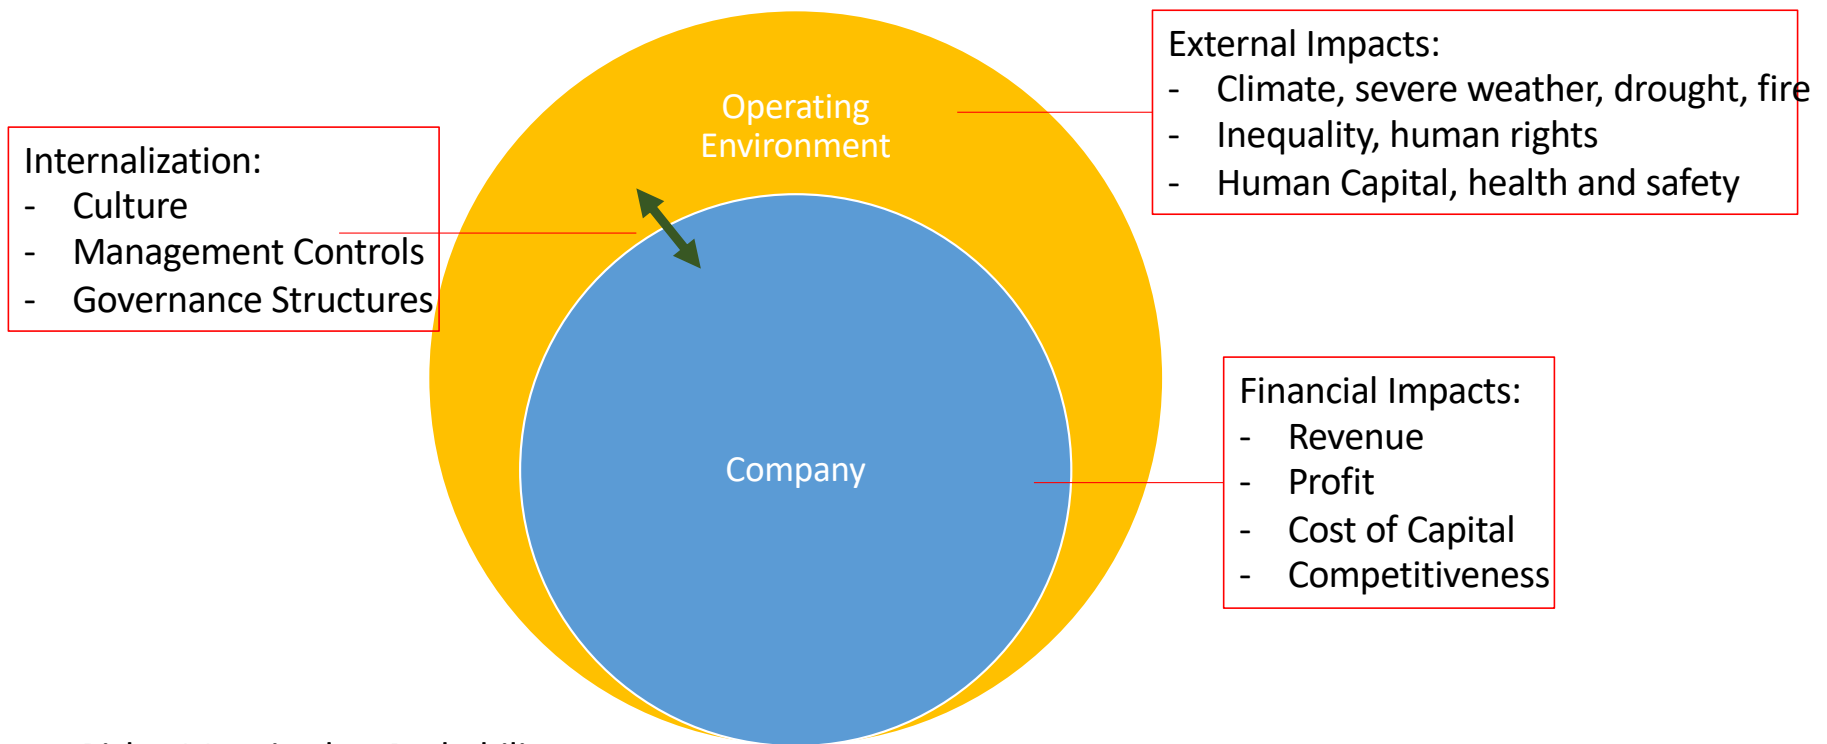 Operating
Environment
External Impacts:
- Climate, severe weather, drought, fire
- Inequality, human rights
- Human Capital, health and safety
Internalization:
- Culture
- Management Controls
- Governance Structures
Company
Financial Impacts:
- Revenue
- Profit
- Cost of Capital
- Competitiveness